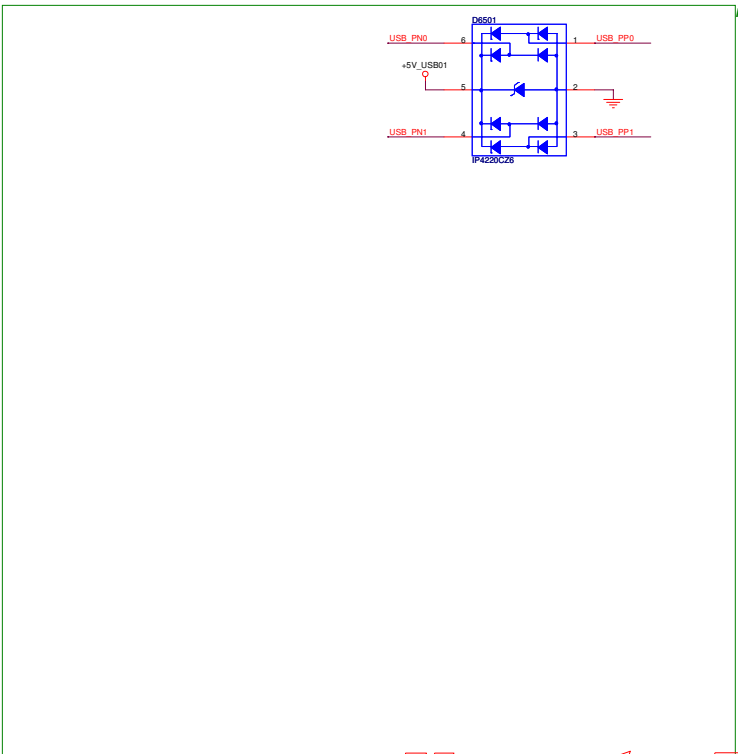 D6501
USB_PN0 6 1 USB_PP0
+5V_USB01
5 2
USB_PN1 4 3 USB_PP1
IP4220CZ6